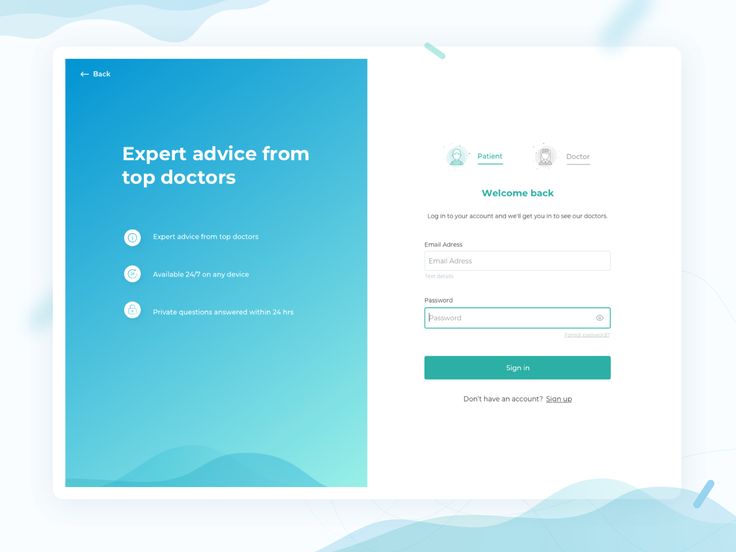 Back
Expert advice from
top doctors
Expert advice from top doctors
Available 24/7 on any device
Private questions answered within 24 hrs
Patient
Doctor
Welcome back
Log in to your account and we'll get you in to see our doctors.
Email Adress
Email Adress
Text details
Password
Password
Forgot password?
Sign in
Don't have an account? Sign up